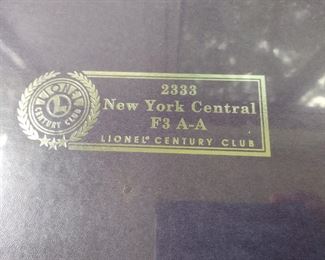 LIONEL
L
CENTURY CLUB
2333
New York Central
F3 A-A
LIONEL® CENTURY CLUB